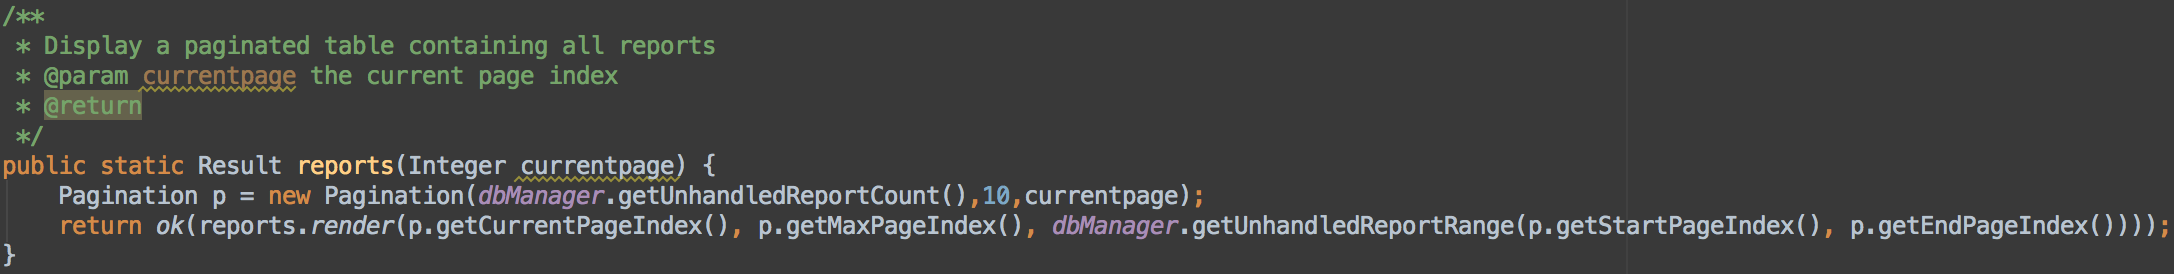 /**
 * Display a paginated table containing all reports
 * @param currentpage the current page index
 * @return
 */
public static Result reports(Integer currentpage) {
    Pagination p = new Pagination(dbManager.getUnhandledReportCount(),10,currentpage);
    return ok(reports.render(p.getCurrentPageIndex(), p.getMaxPageIndex(), dbManager.getUnhandledReportRange(p.getStartPageIndex(), p.getEndPageIndex())));
}